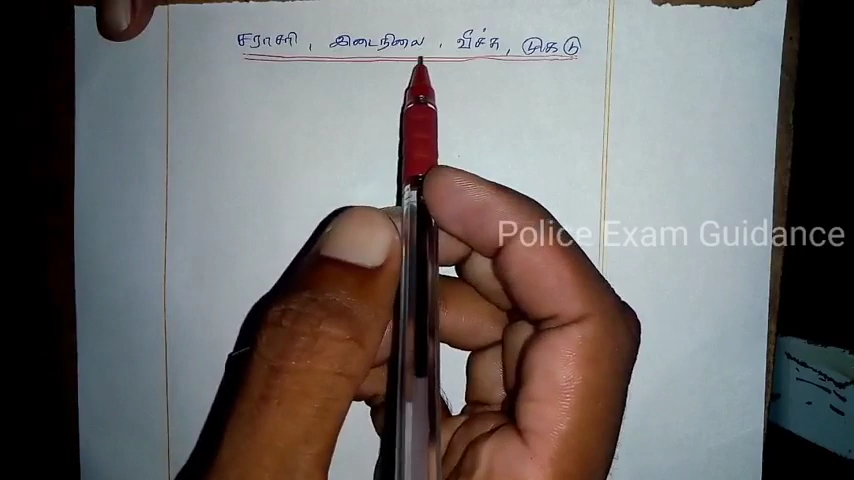 சராசரி, இடைநிலை, வீச்சு, முகடு
Police Exam Guidance